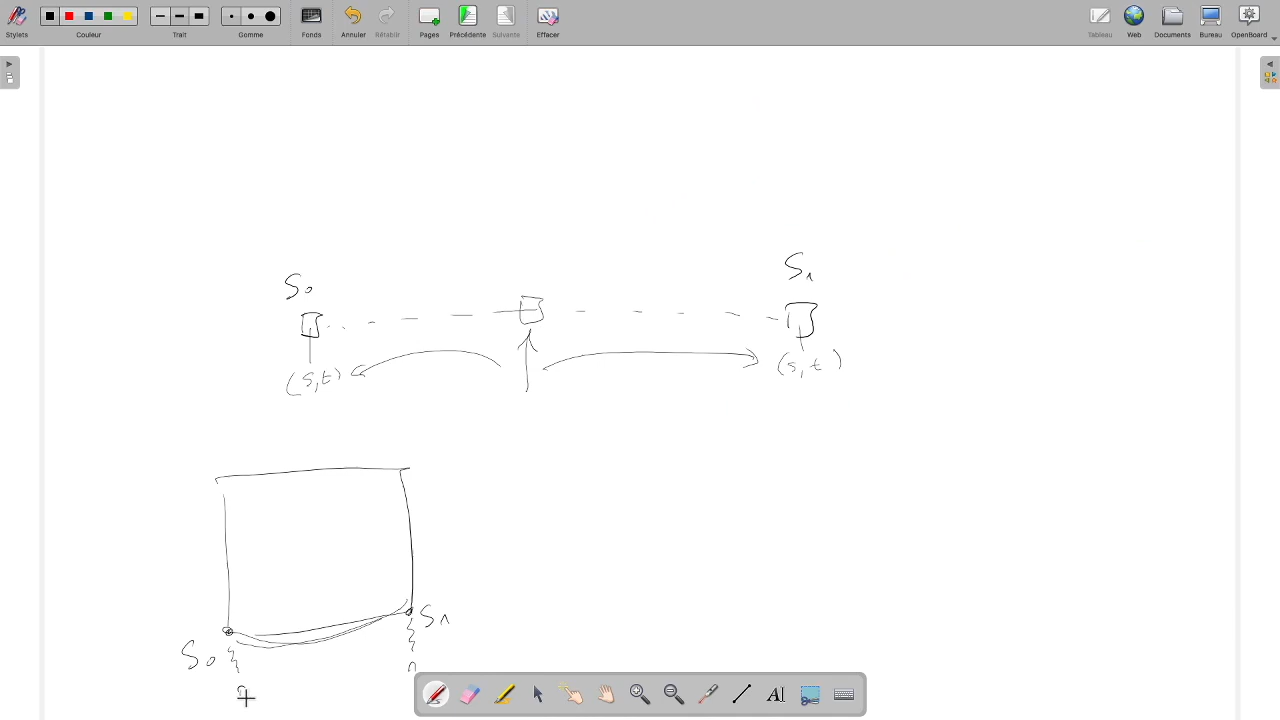 Stylets Couleur Trait Gomme Fonds Annuler Rétablir Pages Précédente Suivante Effacer Tableau Web Documents Bureau OpenBoard
S₁
S₀
(s,t)
(s,t)
S₁
S₀
AI